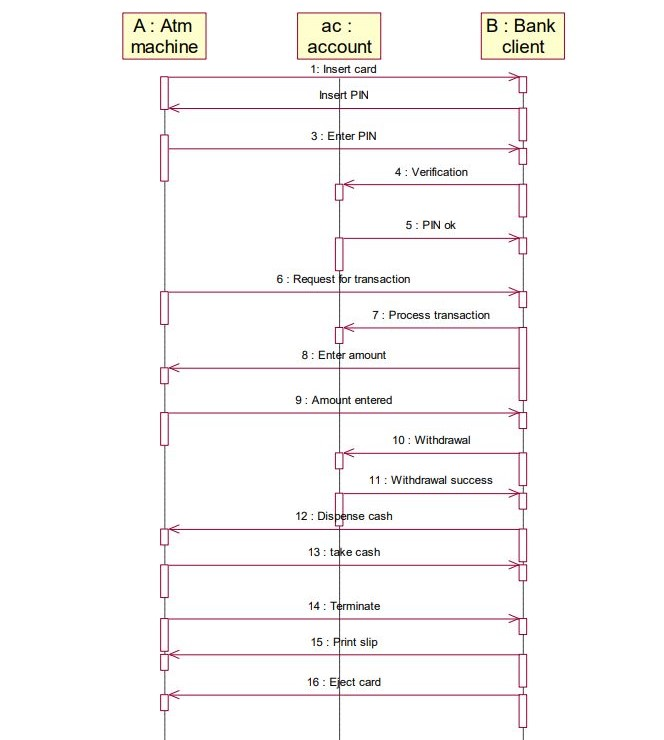 A : Atm
machine
ac :
account
B : Bank
client
1: Insert card
Insert PIN
3 : Enter PIN
4 : Verification
5 : PIN ok
6 : Request for transaction
7 : Process transaction
8 : Enter amount
9 : Amount entered
10 : Withdrawal
11 : Withdrawal success
12 : Dispense cash
13 : take cash
14 : Terminate
15 : Print slip
16 : Eject card